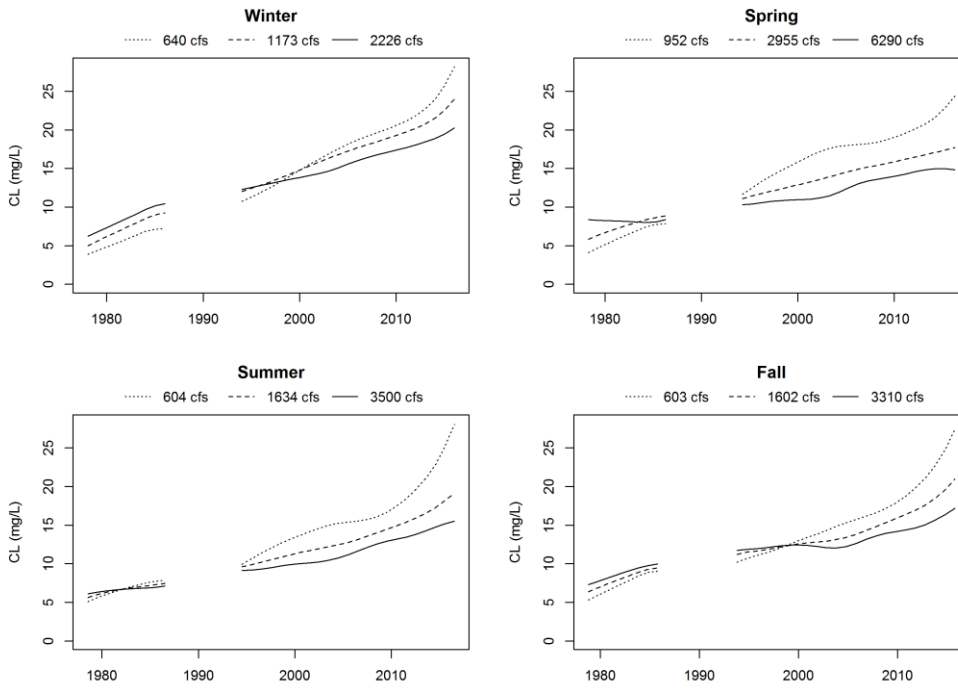 Winter
640 cfs 1173 cfs 2226 cfs
CL (mg/L)
0 5 10 15 20 25
1980 1990 2000 2010
Spring
952 cfs 2955 cfs 6290 cfs
CL (mg/L)
0 5 10 15 20 25
1980 1990 2000 2010
Summer
604 cfs 1634 cfs 3500 cfs
CL (mg/L)
0 5 10 15 20 25
1980 1990 2000 2010
Fall
603 cfs 1602 cfs 3310 cfs
CL (mg/L)
0 5 10 15 20 25
1980 1990 2000 2010